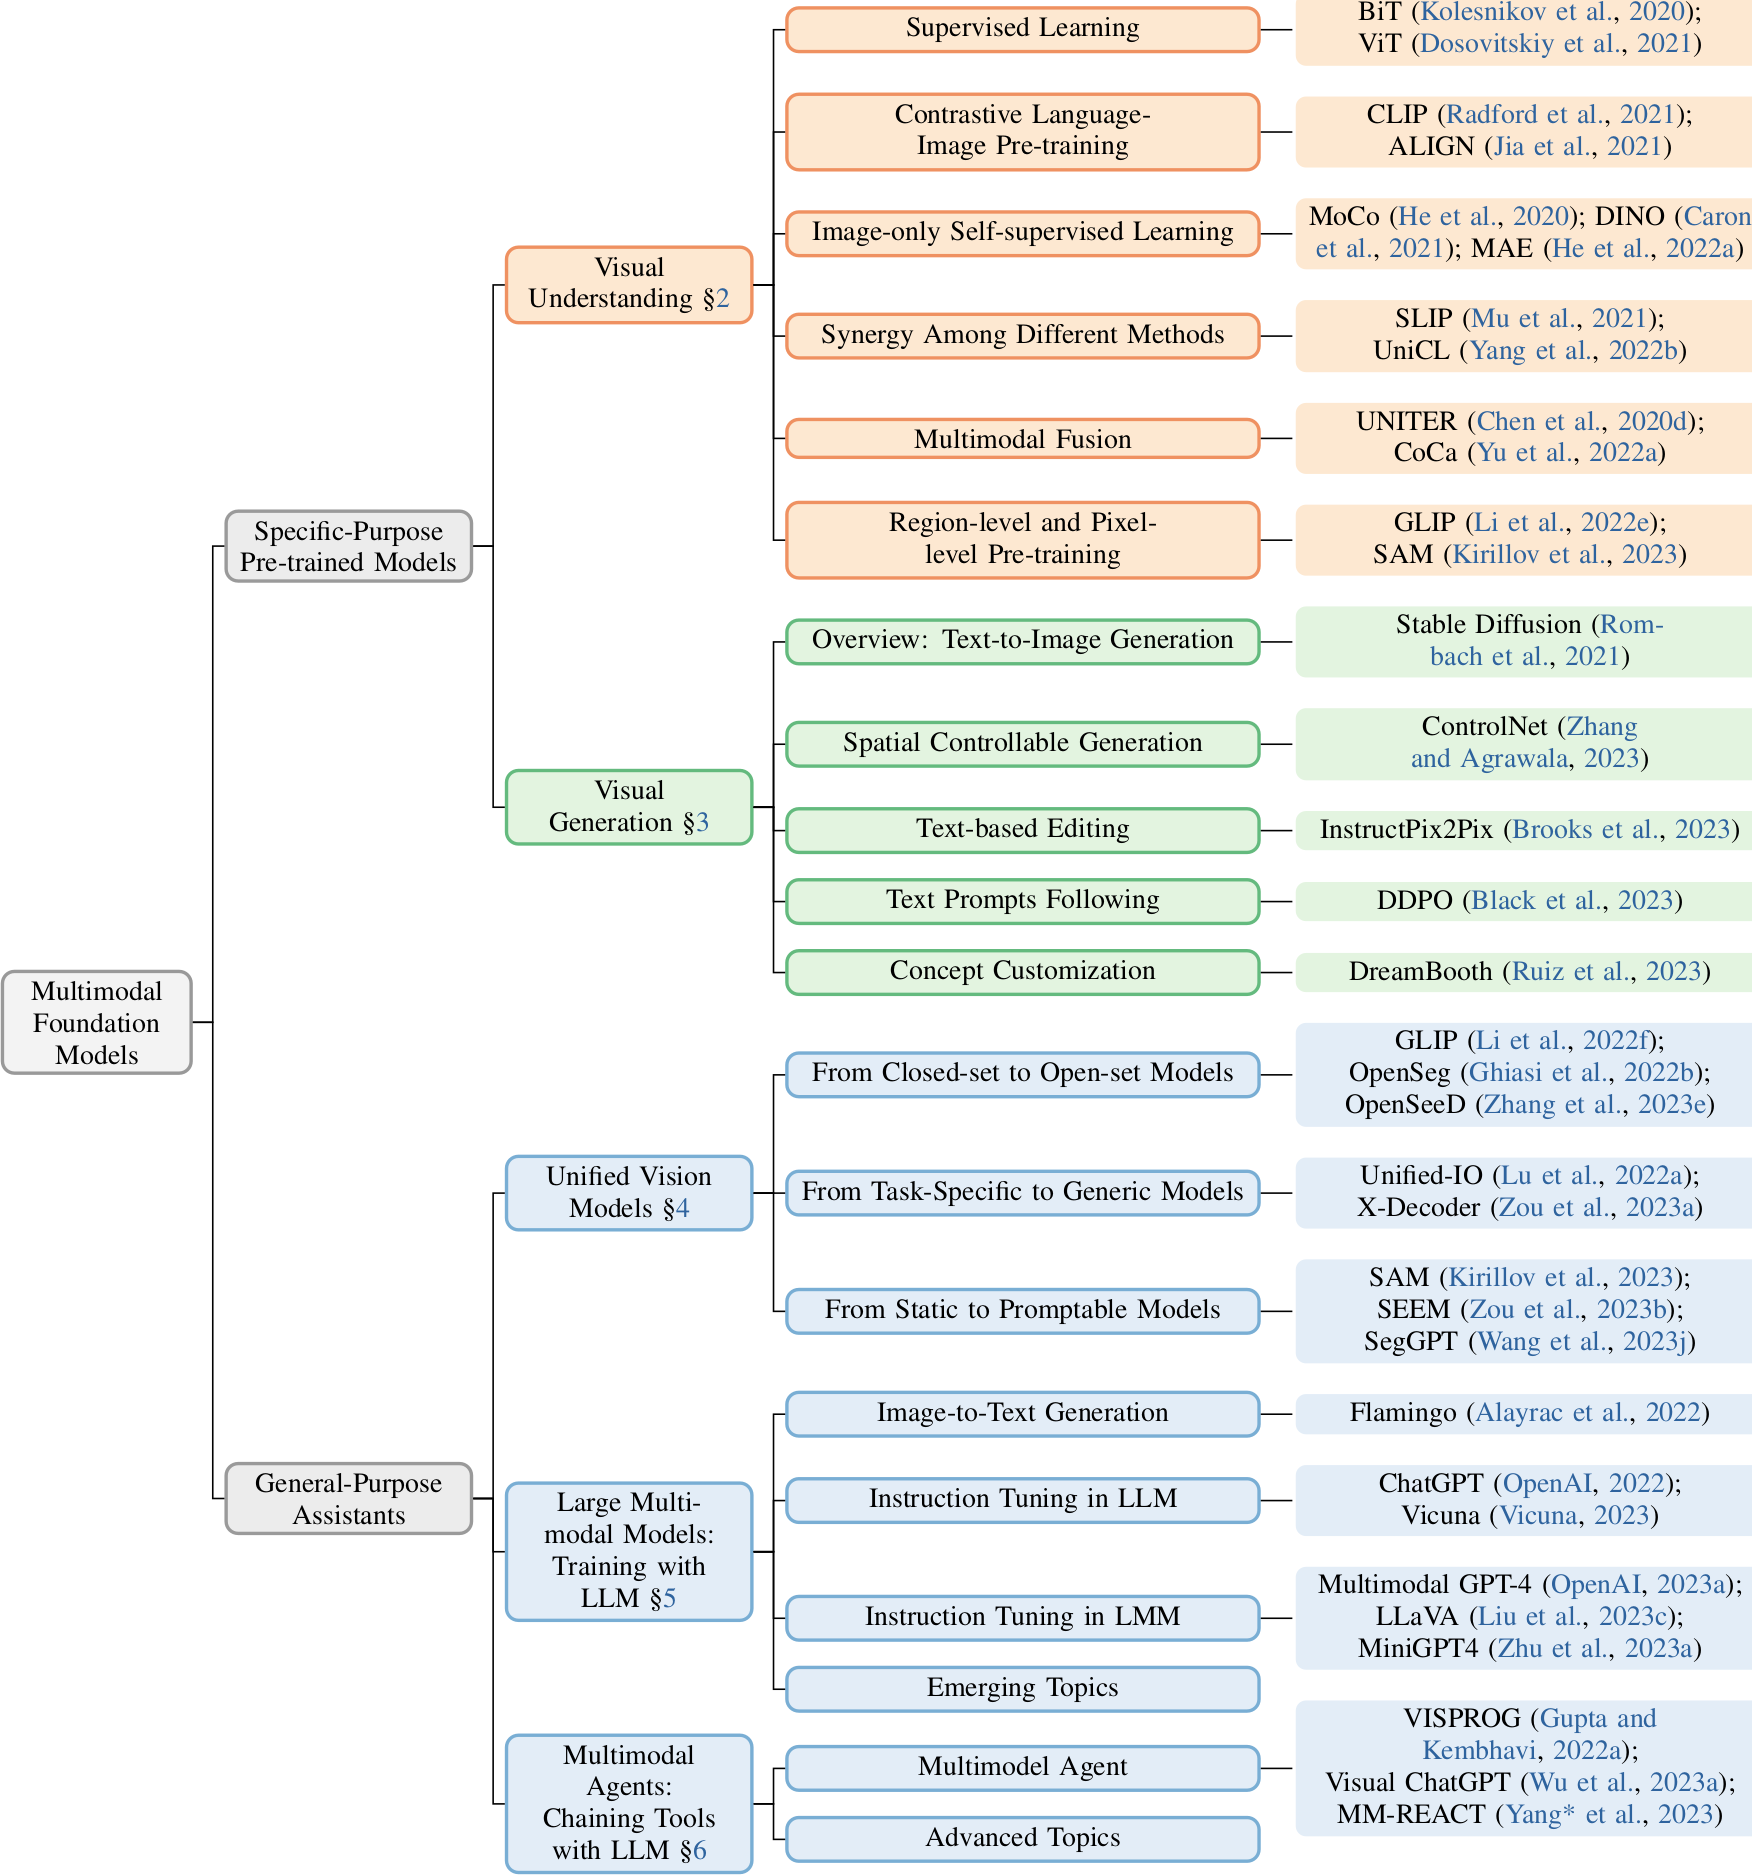 Multimodal
Foundation
Models
Specific-Purpose
Pre-trained Models
Visual
Understanding §2
Supervised Learning
BiT (Kolesnikov et al., 2020);
ViT (Dosovitskiy et al., 2021)
Contrastive Language-
Image Pre-training
CLIP (Radford et al., 2021);
ALIGN (Jia et al., 2021)
Image-only Self-supervised Learning
MoCo (He et al., 2020); DINO (Caron
et al., 2021); MAE (He et al., 2022a)
Synergy Among Different Methods
SLIP (Mu et al., 2021);
UniCL (Yang et al., 2022b)
Multimodal Fusion
UNITER (Chen et al., 2020d);
CoCa (Yu et al., 2022a)
Region-level and Pixel-
level Pre-training
GLIP (Li et al., 2022e);
SAM (Kirillov et al., 2023)
Visual
Generation §3
Overview: Text-to-Image Generation
Stable Diffusion (Rom-
bach et al., 2021)
Spatial Controllable Generation
ControlNet (Zhang
and Agrawala, 2023)
Text-based Editing
InstructPix2Pix (Brooks et al., 2023)
Text Prompts Following
DDPO (Black et al., 2023)
Concept Customization
DreamBooth (Ruiz et al., 2023)
General-Purpose
Assistants
Unified Vision
Models §4
From Closed-set to Open-set Models
GLIP (Li et al., 2022f);
OpenSeg (Ghiasi et al., 2022b);
OpenSeeD (Zhang et al., 2023e)
From Task-Specific to Generic Models
Unified-IO (Lu et al., 2022a);
X-Decoder (Zou et al., 2023a)
From Static to Promptable Models
SAM (Kirillov et al., 2023);
SEEM (Zou et al., 2023b);
SegGPT (Wang et al., 2023j)
Large Multi-
modal Models:
Training with
LLM §5
Image-to-Text Generation
Flamingo (Alayrac et al., 2022)
Instruction Tuning in LLM
ChatGPT (OpenAI, 2022);
Vicuna (Vicuna, 2023)
Instruction Tuning in LMM
Multimodal GPT-4 (OpenAI, 2023a);
LLaVA (Liu et al., 2023c);
MiniGPT4 (Zhu et al., 2023a)
Emerging Topics
Multimodal
Agents:
Chaining Tools
with LLM §6
Multimodel Agent
VISPROG (Gupta and
Kembhavi, 2022a);
Visual ChatGPT (Wu et al., 2023a);
MM-REACT (Yang* et al., 2023)
Advanced Topics